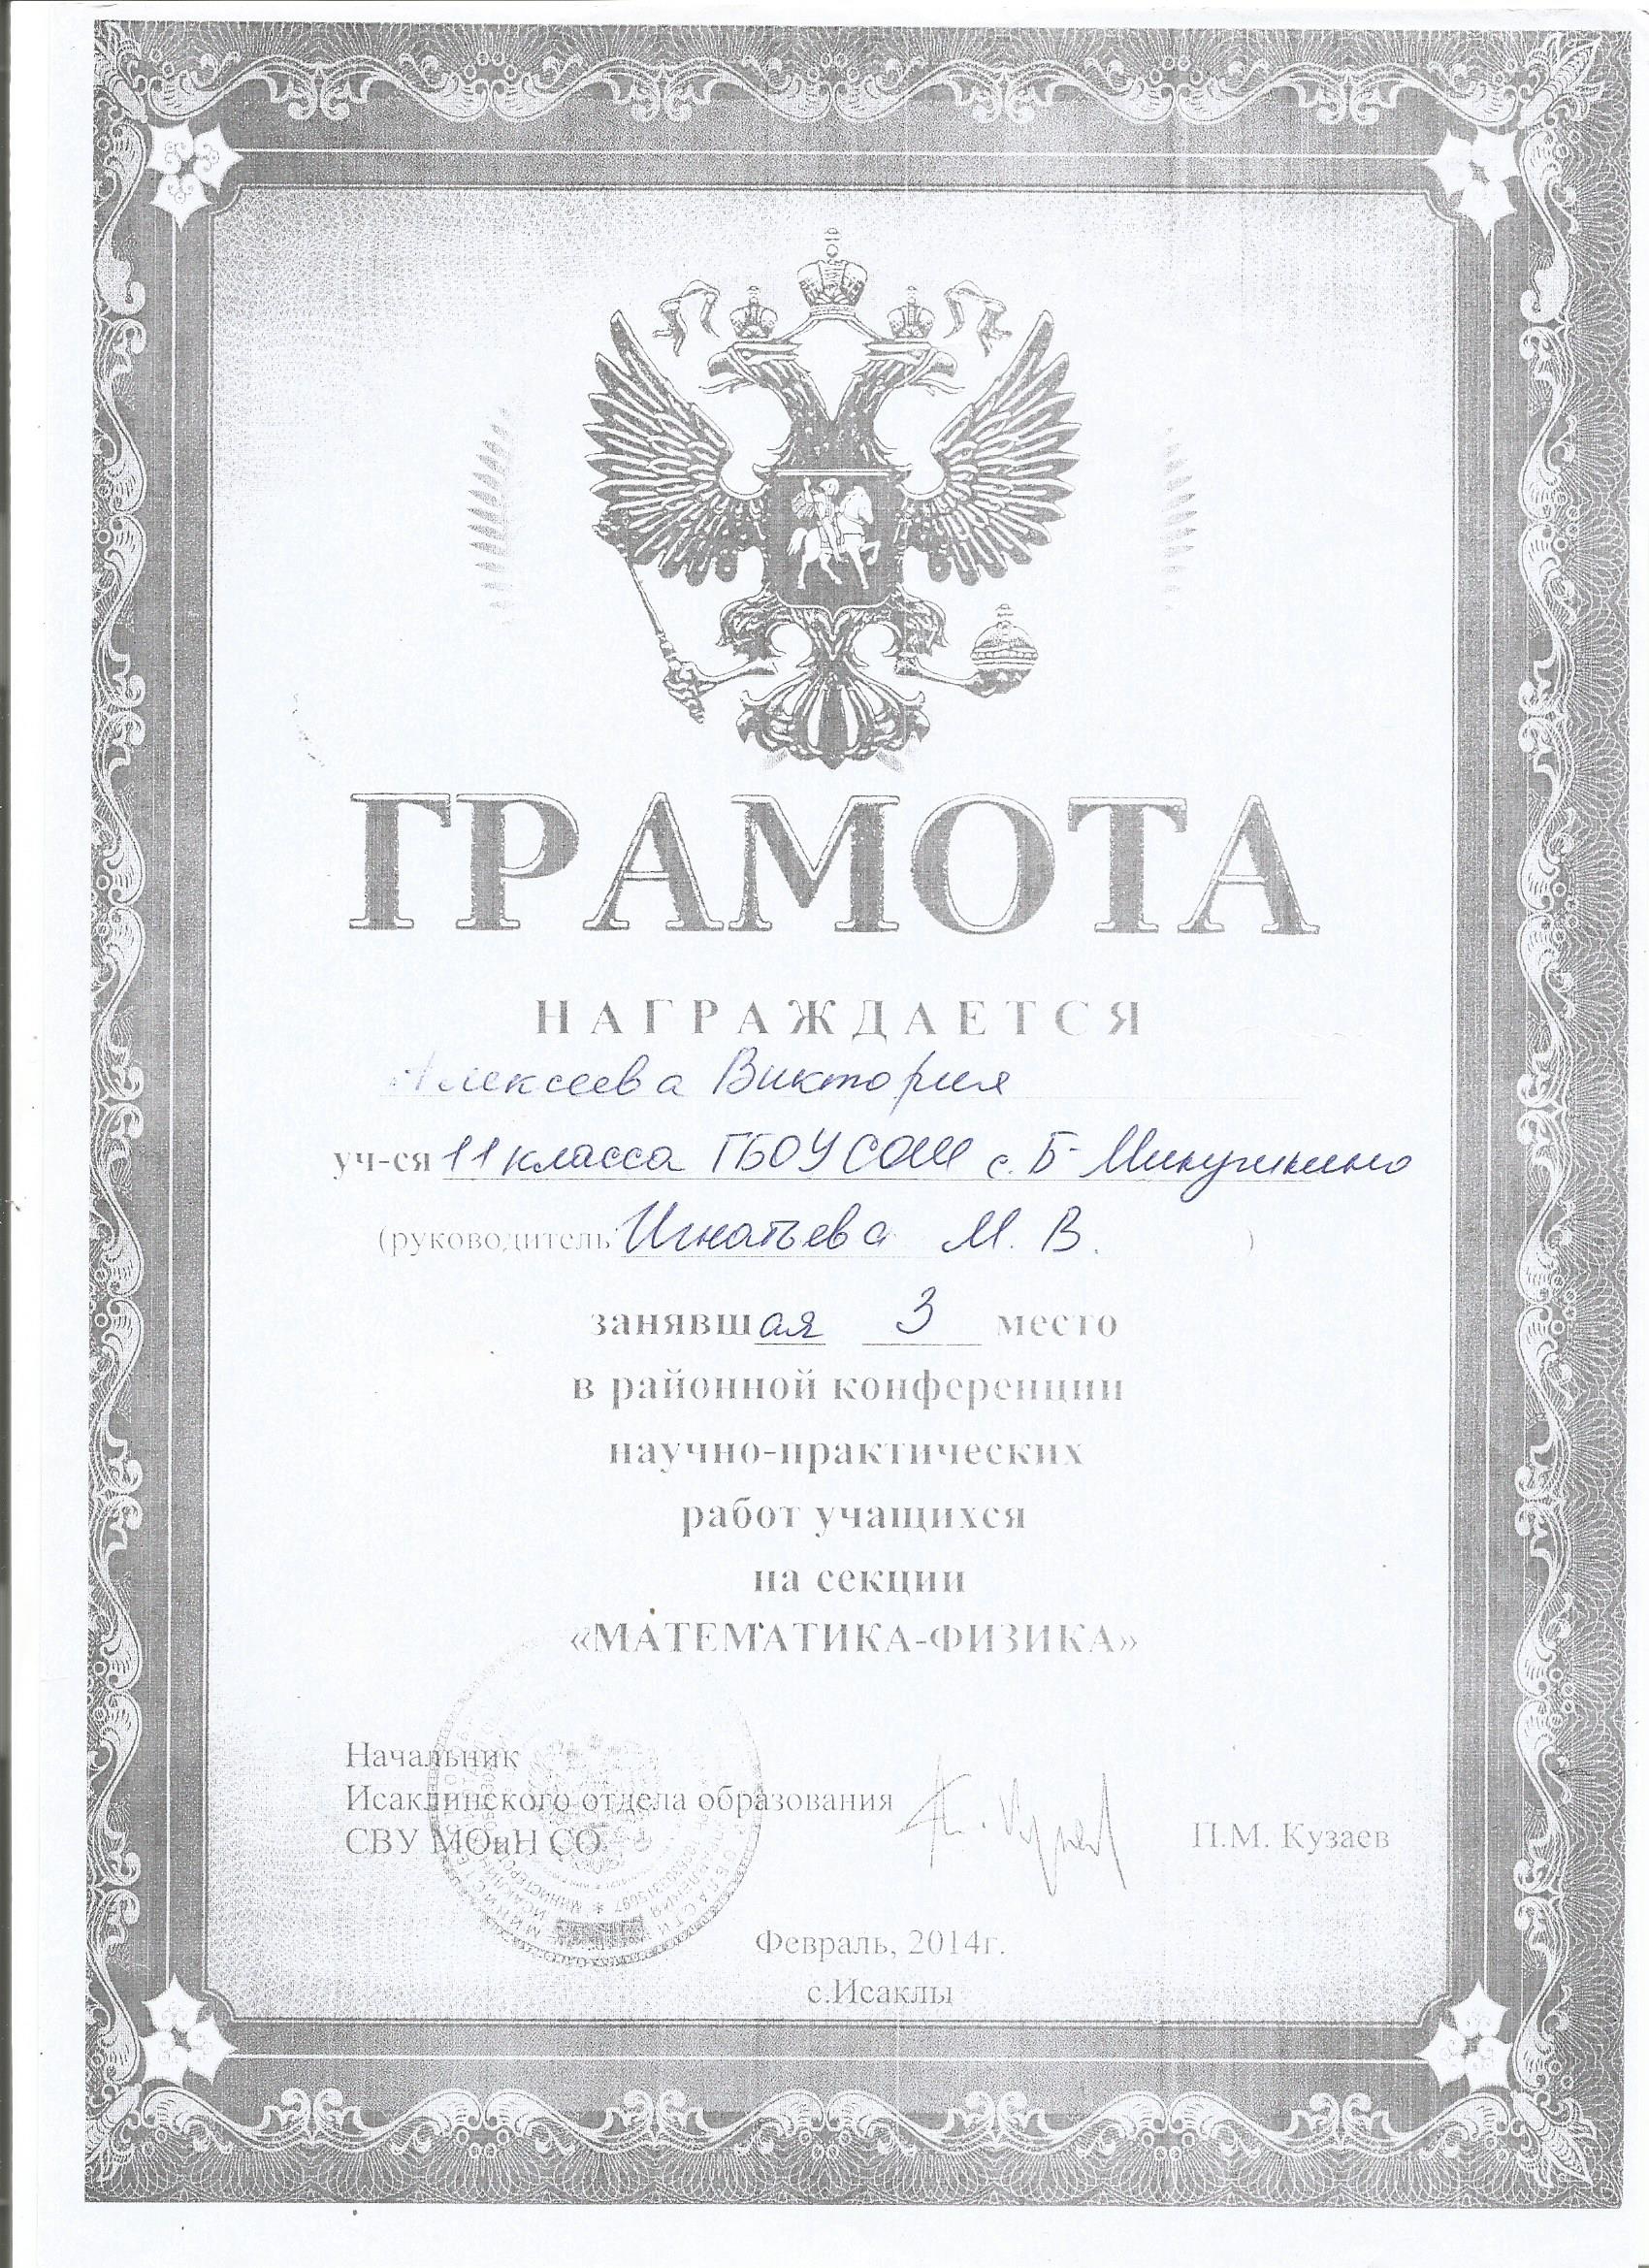 ГРАМОТА
НАГРАЖДАЕТСЯ
Алексеева Виктория
уч-ся 11 класса ГБОУ СОШ с. Б-Микушкино
(руководитель Игнатьева М. В. )
занявшая 3 место
в районной конференции
научно-практических
работ учащихся
на секции
«МАТЕМАТИКА-ФИЗИКА»
Начальник
Исаклинского отдела образования
СВУ МОиН СО
П.М. Кузаев
Февраль, 2014г.
с.Исаклы